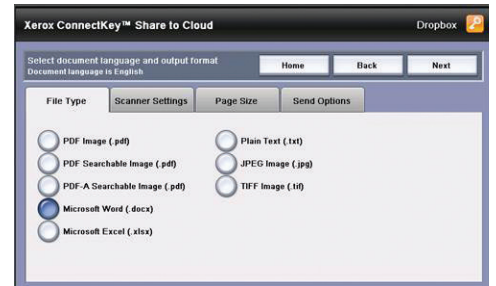 Xerox ConnectKey™ Share to Cloud
Dropbox
Select document language and output format
Document language is English
Home
Back
Next
File Type
Scanner Settings
Page Size
Send Options
PDF Image (.pdf)
PDF Searchable Image (.pdf)
PDF-A Searchable Image (.pdf)
Microsoft Word (.docx)
Microsoft Excel (.xlsx)
Plain Text (.txt)
JPEG Image (.jpg)
TIFF Image (.tif)